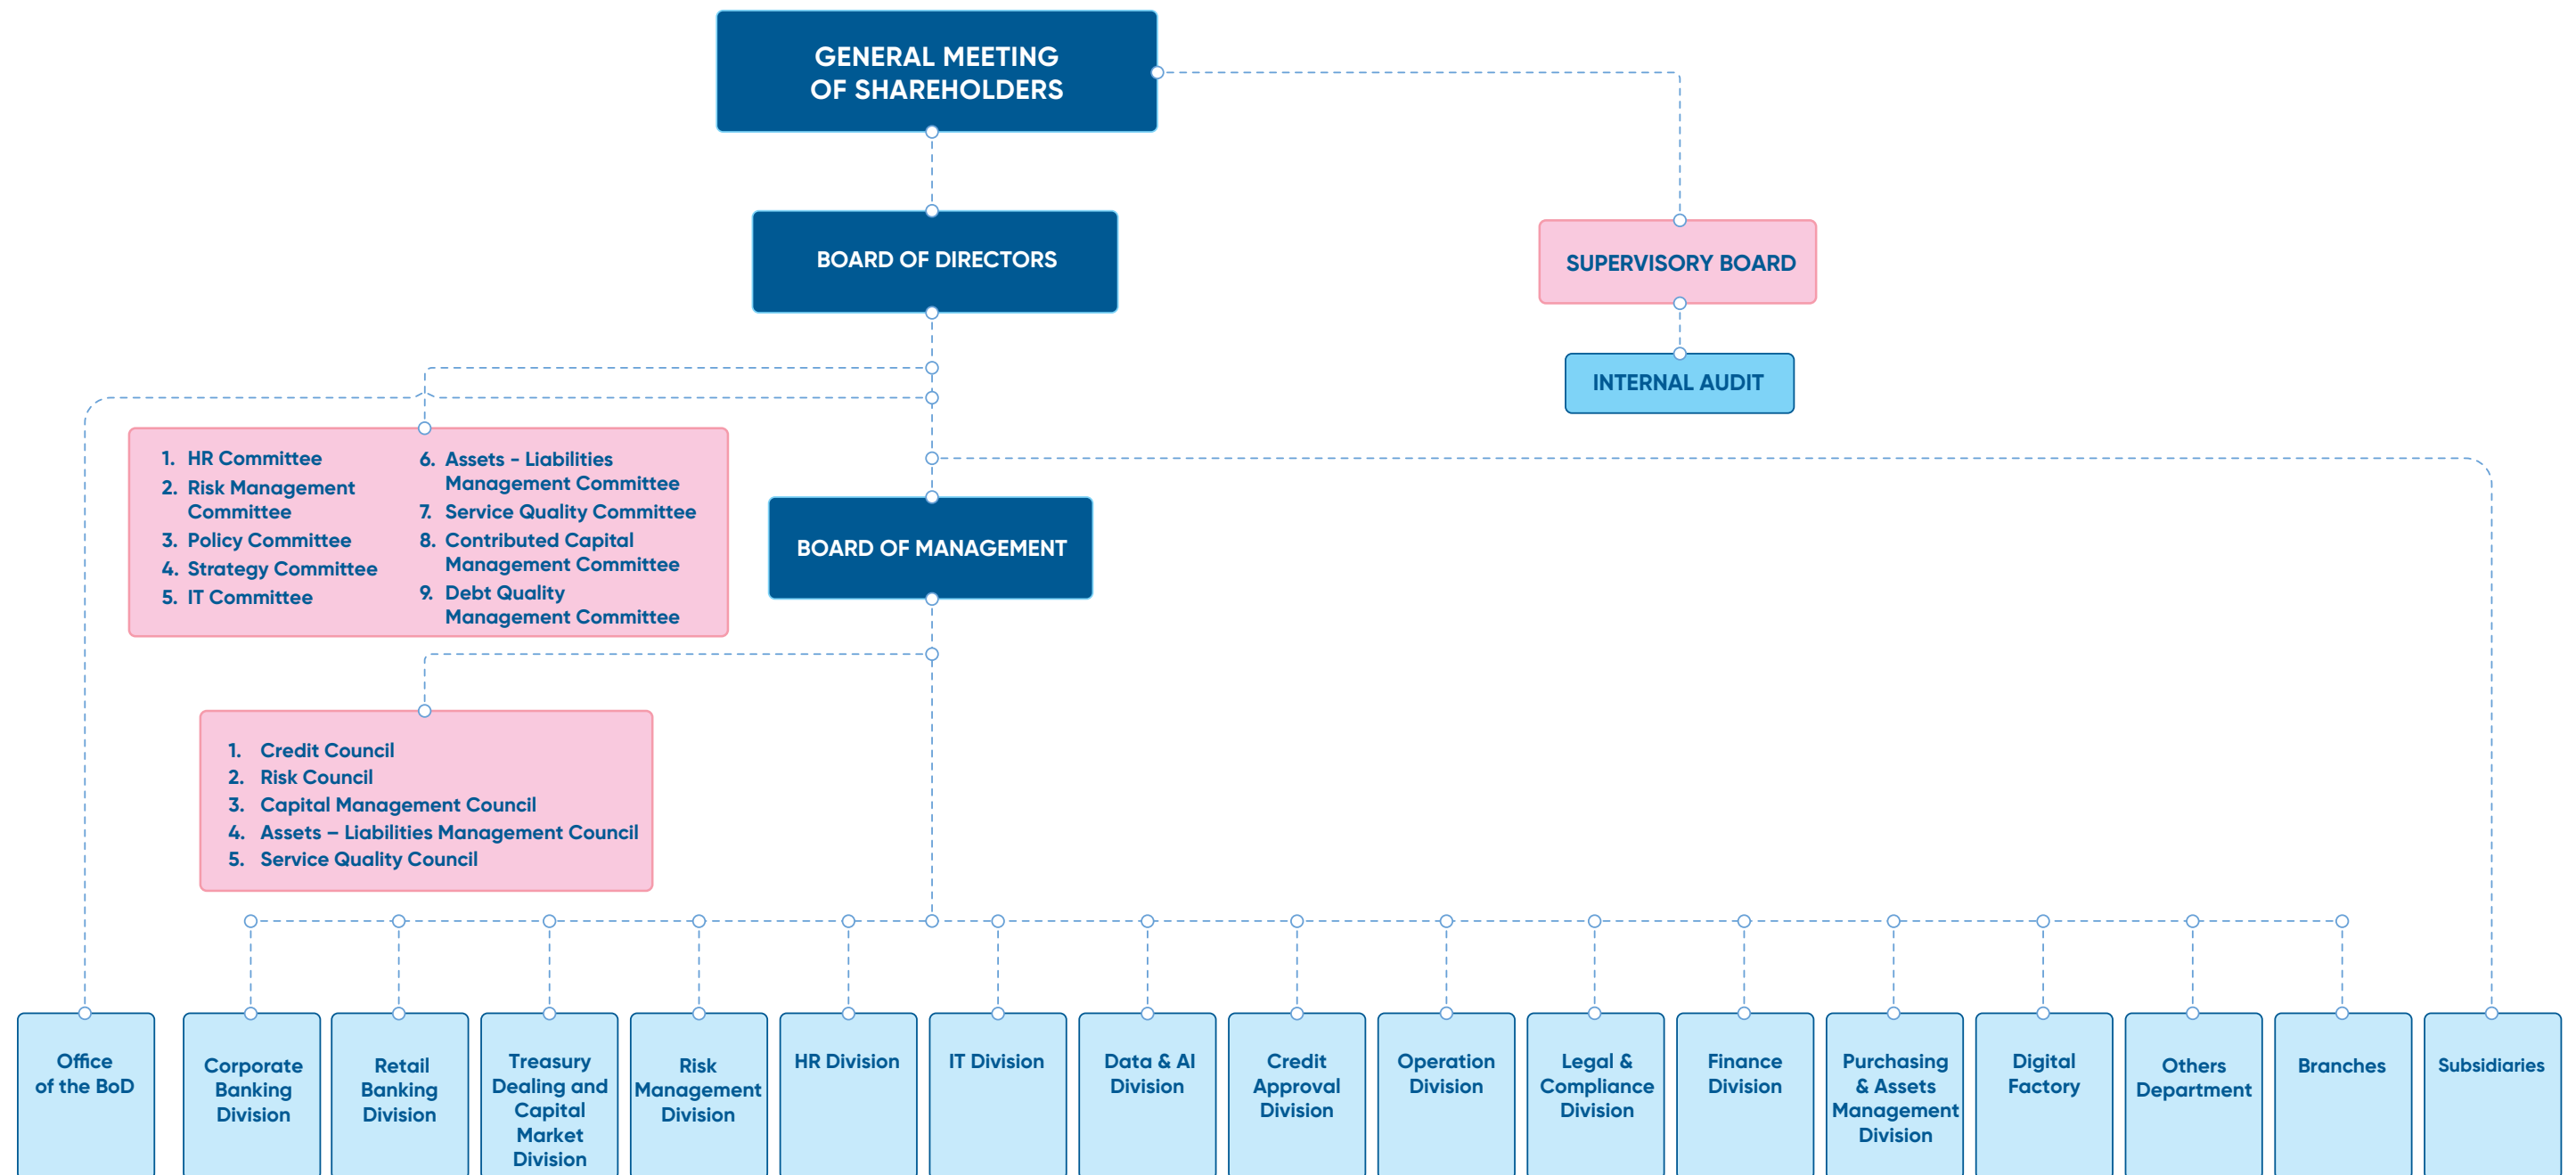 GENERAL MEETING
OF SHAREHOLDERS
BOARD OF DIRECTORS
SUPERVISORY BOARD
INTERNAL AUDIT
1. HR Committee
2. Risk Management
Committee
3. Policy Committee
4. Strategy Committee
5. IT Committee
6. Assets - Liabilities
Management Committee
7. Service Quality Committee
8. Contributed Capital
Management Committee
9. Debt Quality
Management Committee
BOARD OF MANAGEMENT
1. Credit Council
2. Risk Council
3. Capital Management Council
4. Assets – Liabilities Management Council
5. Service Quality Council
Office
of the BoD
Corporate
Banking
Division
Retail
Banking
Division
Treasury
Dealing and
Capital
Market
Division
Risk
Management
Division
HR Division
IT Division
Data & AI
Division
Credit
Approval
Division
Operation
Division
Legal &
Compliance
Division
Finance
Division
Purchasing
& Assets
Management
Division
Digital
Factory
Others
Department
Branches
Subsidiaries